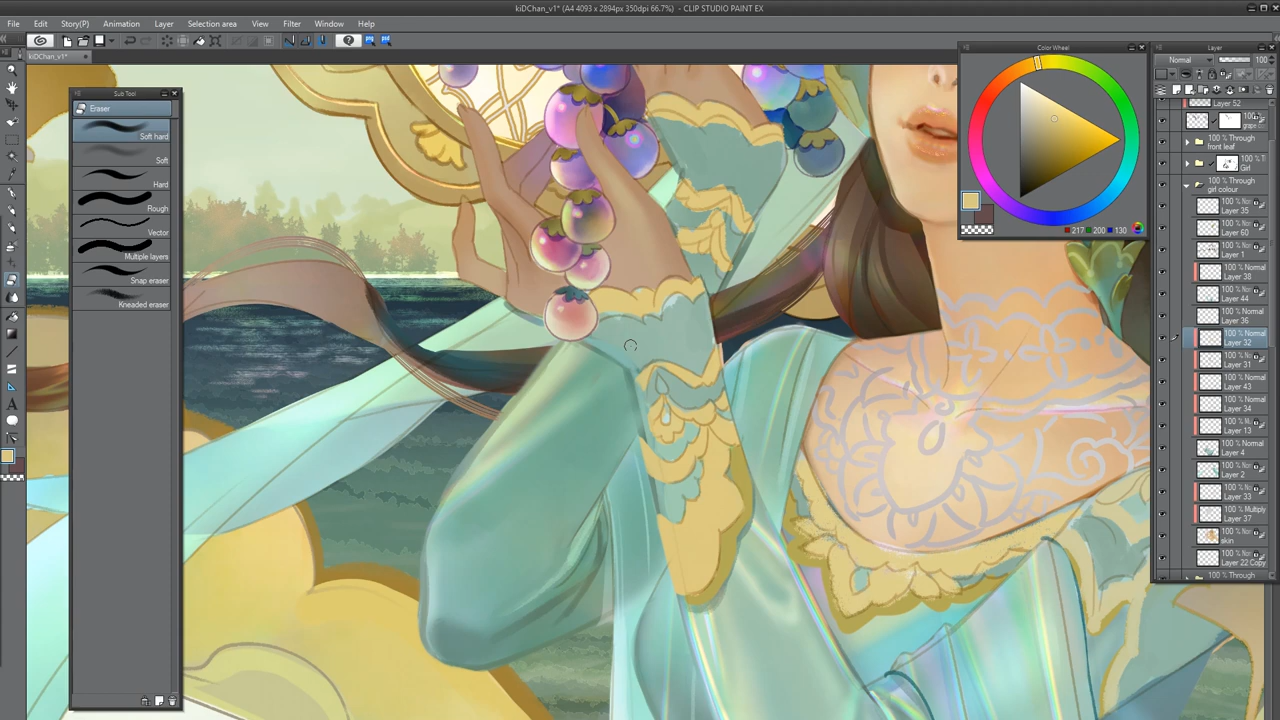 kiDChan_v1* (A4 4093 x 2894px 350dpi 66.7%) - CLIP STUDIO PAINT EX
File Edit Story(P) Animation Layer Selection area View Filter Window Help
kiDChan_v1*
Sub Tool
Eraser
Soft hard
Soft
Hard
Rough
Vector
Multiple layers
Snap eraser
Kneaded eraser
Color Wheel
217 200 130
Layer
Normal 100
Layer 52
100 % Through
front leaf
Girl
100 % Through
girl colour
Layer 35
Layer 60
Layer 1
100 % Normal
Layer 38
Layer 44
Layer 36
100 % Normal
Layer 32
Layer 31
100 % Normal
Layer 43
100 % Normal
Layer 34
Layer 13
100 % Normal
Layer 4
Layer 2
Layer 33
100 % Multiply
Layer 37
skin
Layer 22 Copy
100 % Through